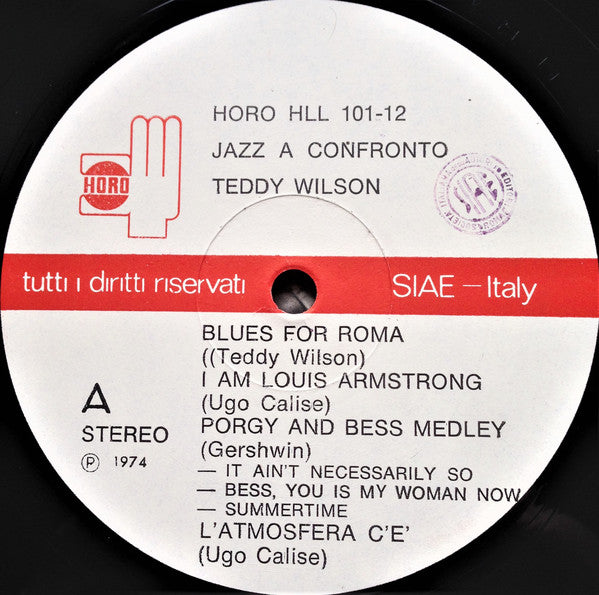 HORO HLL 101-12
JAZZ A CONFRONTO
TEDDY WILSON
HORO
SIAE
tutti i diritti riservati
SIAE — Italy
BLUES FOR ROMA
((Teddy Wilson)
I AM LOUIS ARMSTRONG
(Ugo Calise)
PORGY AND BESS MEDLEY
(Gershwin)
— IT AIN'T NECESSARILY SO
— BESS, YOU IS MY WOMAN NOW
— SUMMERTIME
L'ATMOSFERA C'E'
(Ugo Calise)
A
STEREO
℗ 1974